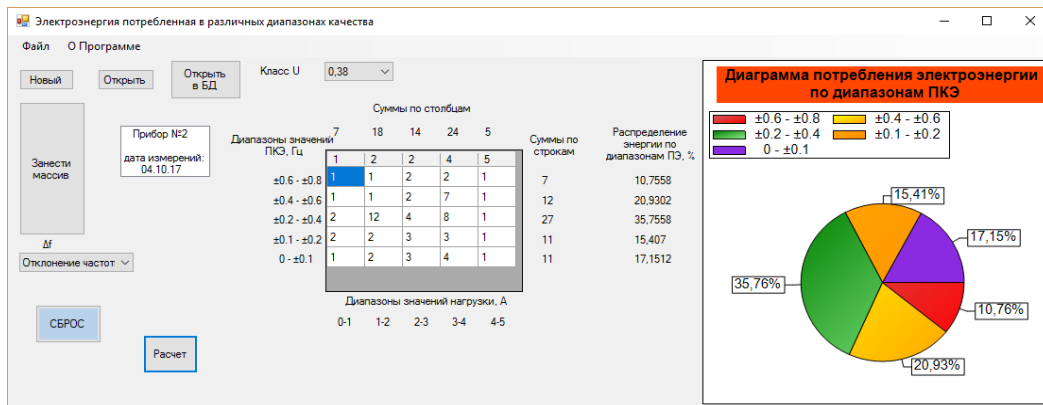 Электроэнергия потребленная в различных диапазонах качества
Файл О Программе
Новый Открыть Открыть в БД Класс U 0,38
Занести массив
Прибор №2
дата измерений:
04.10.17
Δf
Отклонение частот
СБРОС
Расчет
Суммы по столбцам
7 18 14 24 5
Диапазоны значений
ПКЭ, Гц
Суммы по
строкам
Распределение
энергии по
диапазонам ПЭ, %
1 2 2 4 5
±0.6 - ±0.8 1 1 2 2 1 7 10,7558
±0.4 - ±0.6 1 1 2 7 1 12 20,9302
±0.2 - ±0.4 2 12 4 8 1 27 35,7558
±0.1 - ±0.2 2 2 3 3 1 11 15,407
0 - ±0.1 1 2 3 4 1 11 17,1512
Диапазоны значений нагрузки, А
0-1 1-2 2-3 3-4 4-5
Диаграмма потребления электроэнергии
по диапазонам ПКЭ
±0.6 - ±0.8 ±0.4 - ±0.6
±0.2 - ±0.4 ±0.1 - ±0.2
0 - ±0.1
15,41%
17,15%
35,76%
10,76%
20,93%